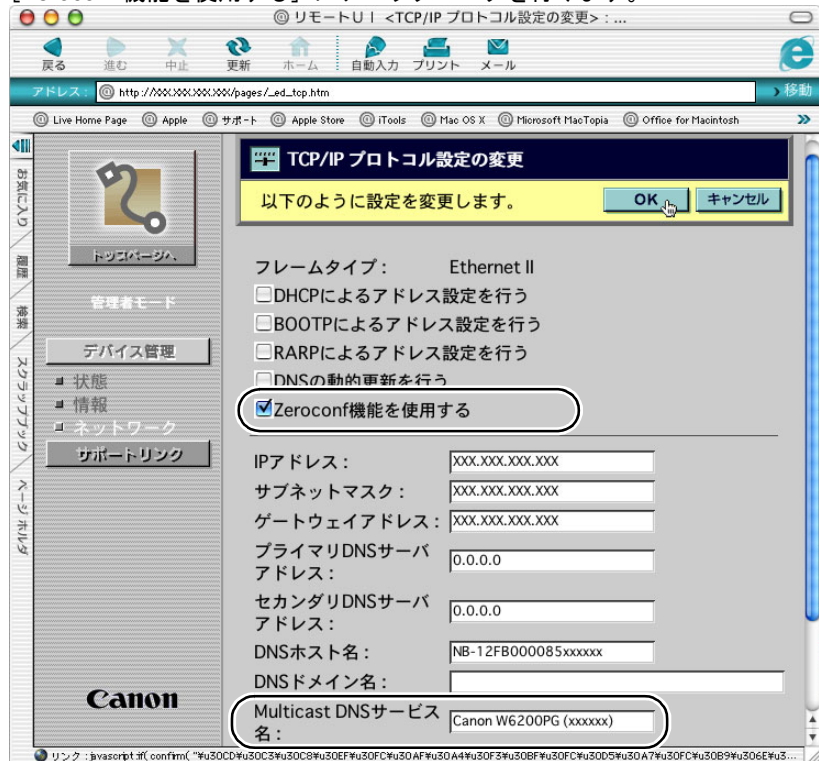 リモートUI <TCP/IP プロトコル設定の変更> : ...
戻る 進む 中止 更新 ホーム 自動入力 プリント メール
アドレス: http://XXX.XXX.XXX.XXX/pages/_ed_tcp.htm 移動
Live Home Page Apple サポート Apple Store iTools Mac OS X Microsoft MacTopia Office for Macintosh
お気に入り
履歴
検索
スクラップブック
ページ ホルダ
トップページへ
管理者モード
デバイス管理
状態
情報
ネットワーク
サポートリンク
Canon
TCP/IP プロトコル設定の変更
以下のように設定を変更します。 OK キャンセル
フレームタイプ: Ethernet II
DHCPによるアドレス設定を行う
BOOTPによるアドレス設定を行う
RARPによるアドレス設定を行う
DNSの動的更新を行う
Zeroconf機能を使用する
IPアドレス: XXX.XXX.XXX.XXX
サブネットマスク: XXX.XXX.XXX.XXX
ゲートウェイアドレス: XXX.XXX.XXX.XXX
プライマリDNSサーバ
アドレス: 0.0.0.0
セカンダリDNSサーバ
アドレス: 0.0.0.0
DNSホスト名: NB-12FB000085xxxxxx
DNSドメイン名:
Multicast DNSサービス
名: Canon W6200PG (xxxxxx)
リンク: javascript:if( confirm( "¥u30CD¥u30C3¥u30C8¥u30EF¥u30FC¥u30AF¥u30A4¥u30F3¥u30BF¥u30FC¥u30D5¥u30A7¥u30FC¥u30B9¥u306E¥u3...